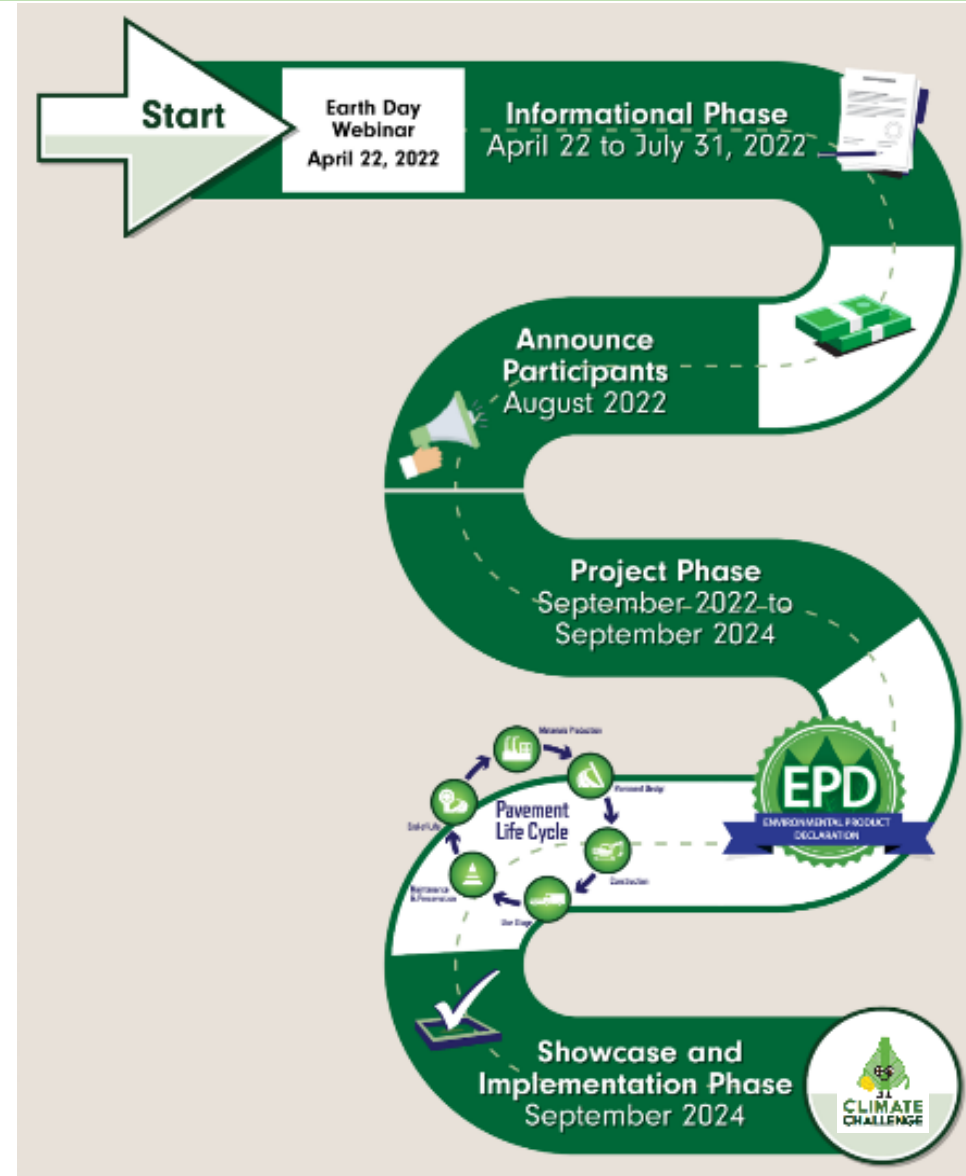 Start
Earth Day
Webinar
April 22, 2022
Informational Phase
April 22 to July 31, 2022
Announce
Participants
August 2022
Project Phase
September 2022 to
September 2024
EPD
ENVIRONMENTAL PRODUCT
DECLARATION
Materials Production
Pavement Design
Construction
Use Stage
Maintenance
& Preservation
End-of-Life
Pavement
Life Cycle
Showcase and
Implementation Phase
September 2024
CLIMATE
CHALLENGE